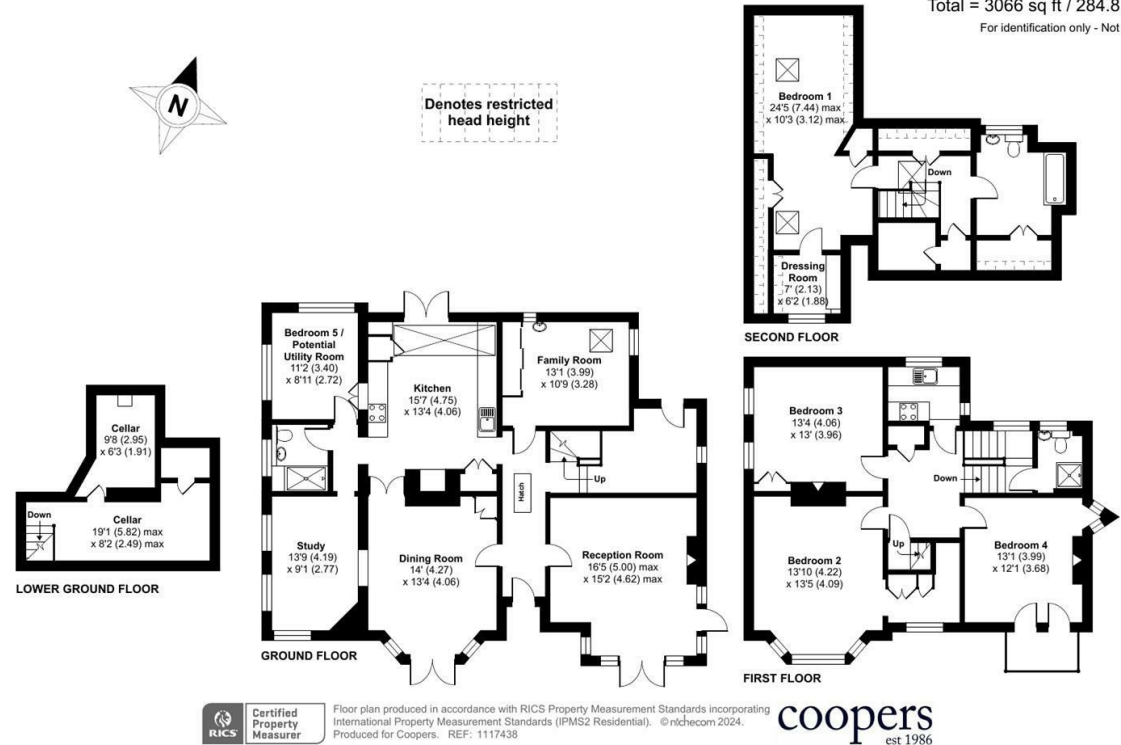 Total = 3066 sq ft / 284.8
For identification only - Not
N
Denotes restricted
head height
Bedroom 1
24'5 (7.44) max
x 10'3 (3.12) max
Down
Dressing
Room
7' (2.13)
x 6'2 (1.88)
SECOND FLOOR
Bedroom 5 /
Potential
Utility Room
11'2 (3.40)
x 8'11 (2.72)
Kitchen
15'7 (4.75)
x 13'4 (4.06)
Family Room
13'1 (3.99)
x 10'9 (3.28)
Up
Hatch
Study
13'9 (4.19)
x 9'1 (2.77)
Dining Room
14' (4.27)
x 13'4 (4.06)
Reception Room
16'5 (5.00) max
x 15'2 (4.62) max
GROUND FLOOR
Cellar
9'8 (2.95)
x 6'3 (1.91)
Down
Cellar
19'1 (5.82) max
x 8'2 (2.49) max
LOWER GROUND FLOOR
Bedroom 3
13'4 (4.06)
x 13' (3.96)
Down
Up
Bedroom 2
13'10 (4.22)
x 13'5 (4.09)
Bedroom 4
13'1 (3.99)
x 12'1 (3.68)
FIRST FLOOR
RICS
Certified
Property
Measurer
Floor plan produced in accordance with RICS Property Measurement Standards incorporating
International Property Measurement Standards (IPMS2 Residential). © nichecom 2024.
Produced for Coopers. REF: 1117438
coopers
est 1986